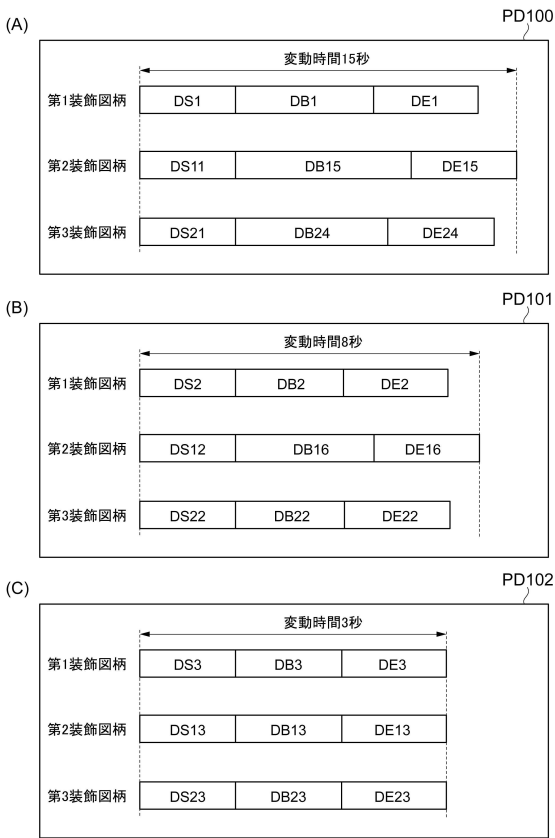 (A)
PD100
変動時間15秒
第1装飾図柄 DS1 DB1 DE1
第2装飾図柄 DS11 DB15 DE15
第3装飾図柄 DS21 DB24 DE24
(B)
PD101
変動時間8秒
第1装飾図柄 DS2 DB2 DE2
第2装飾図柄 DS12 DB16 DE16
第3装飾図柄 DS22 DB22 DE22
(C)
PD102
変動時間3秒
第1装飾図柄 DS3 DB3 DE3
第2装飾図柄 DS13 DB13 DE13
第3装飾図柄 DS23 DB23 DE23